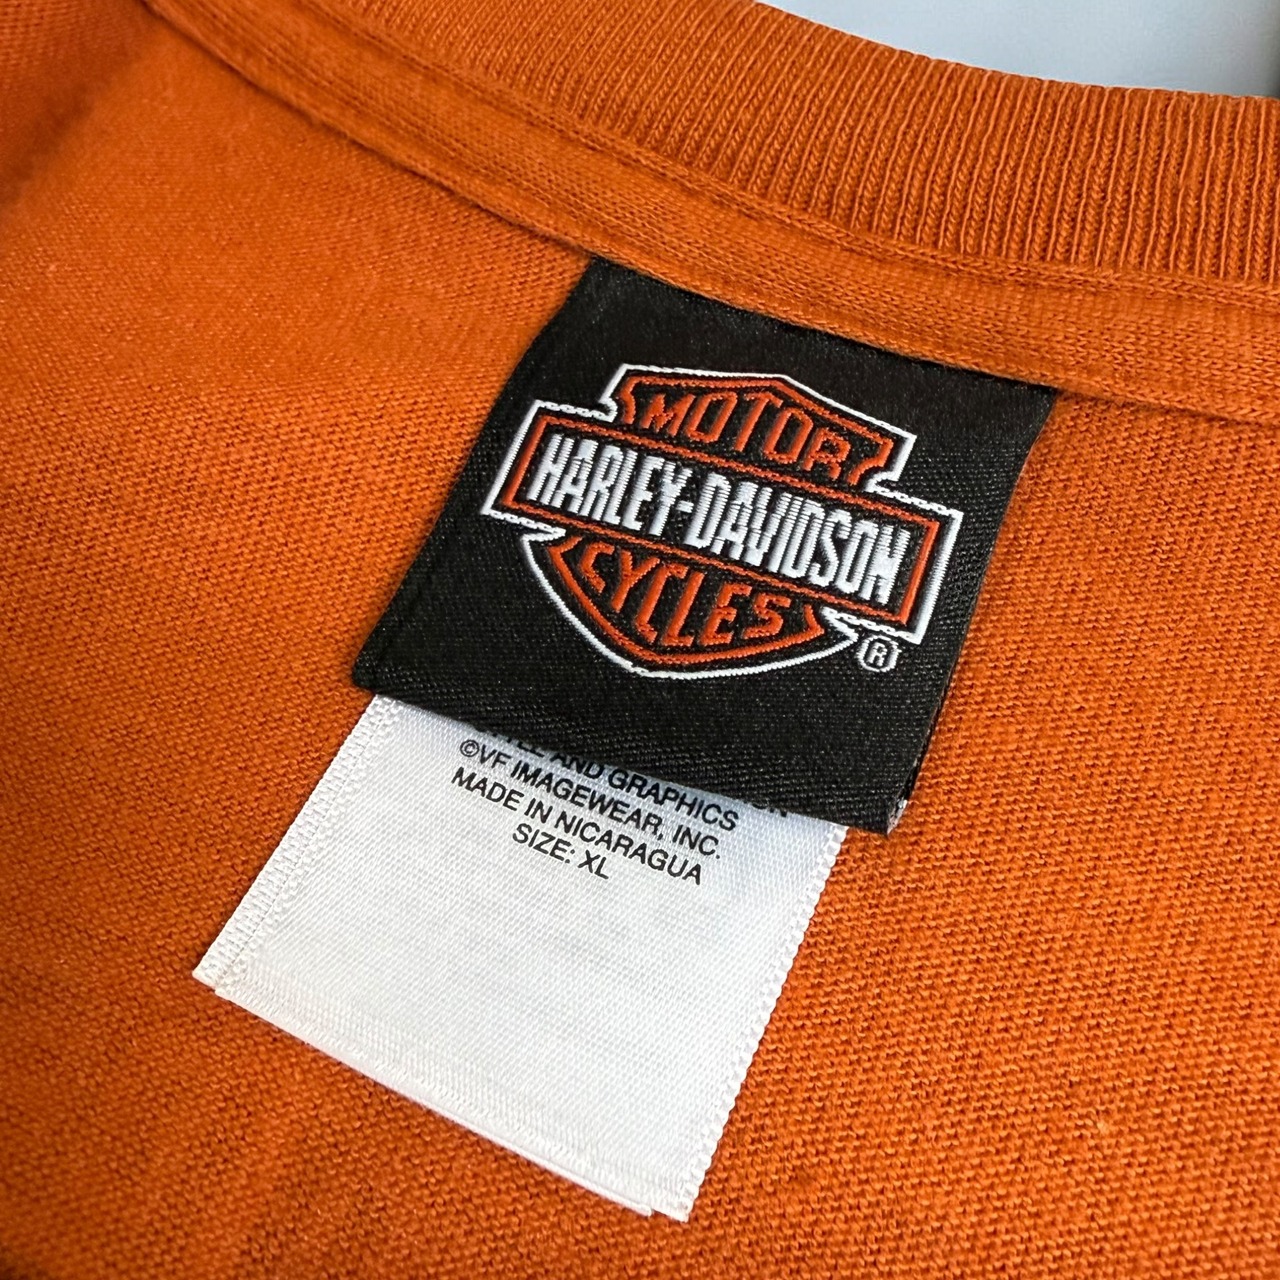 MOTOR
HARLEY-DAVIDSON
CYCLES
®
AND GRAPHICS
©VF IMAGEWEAR, INC.
MADE IN NICARAGUA
SIZE: XL